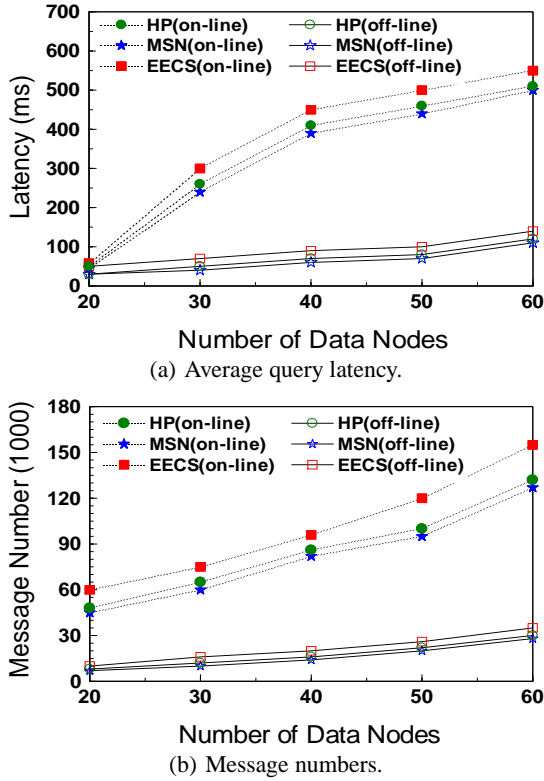 700
600
500
400
300
200
100
0
Latency (ms)
HP(on-line) HP(off-line)
MSN(on-line) MSN(off-line)
EECS(on-line) EECS(off-line)
20 30 40 50 60
Number of Data Nodes
(a) Average query latency.
180
150
120
90
60
30
0
Message Number (1000)
HP(on-line) HP(off-line)
MSN(on-line) MSN(off-line)
EECS(on-line) EECS(off-line)
20 30 40 50 60
Number of Data Nodes
(b) Message numbers.